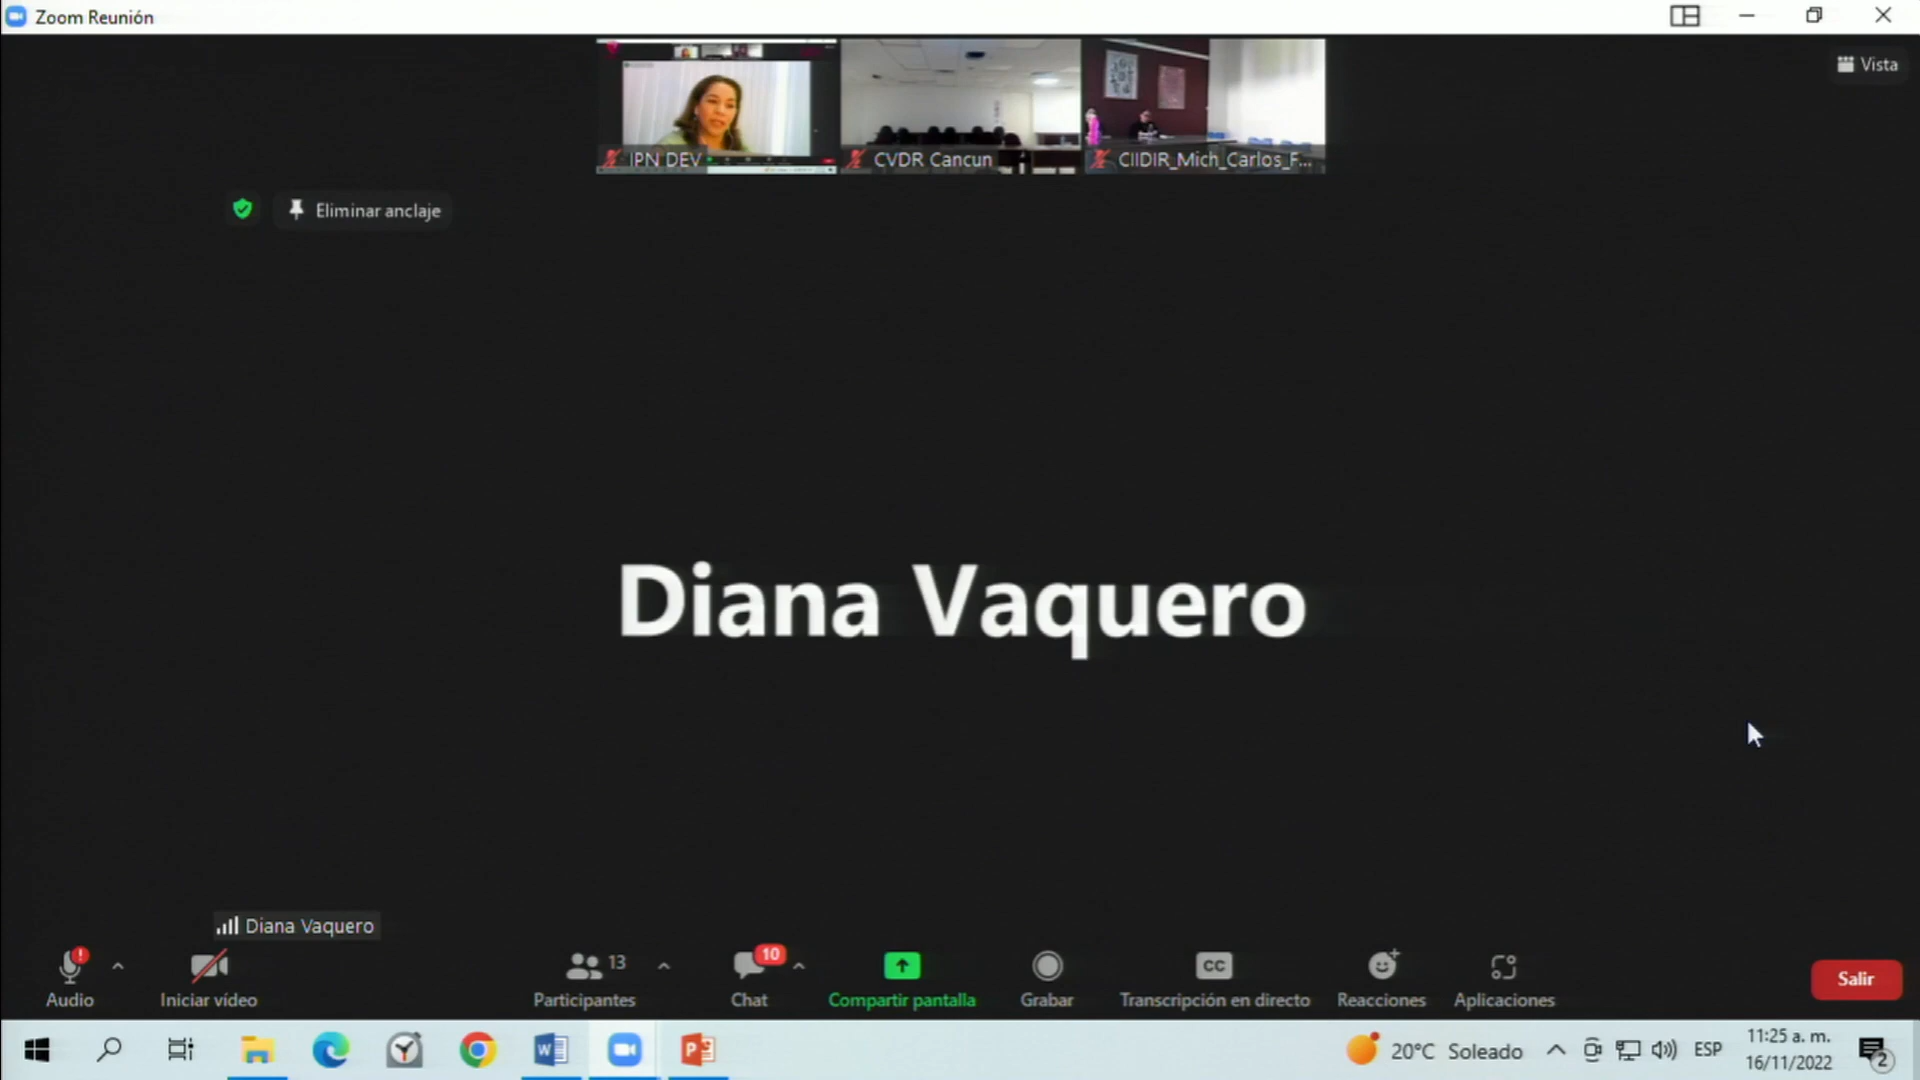 Zoom Reunión
Vista
IPN DEV
CVDR Cancun
CIIDIR_Mich_Carlos_F...
Eliminar anclaje
Diana Vaquero
Diana Vaquero
13
10
CC
Audio
Iniciar vídeo
Participantes
Chat
Compartir pantalla
Grabar
Transcripción en directo
Reacciones
Aplicaciones
Salir
20°C Soleado
ESP
11:25 a. m.
16/11/2022
2